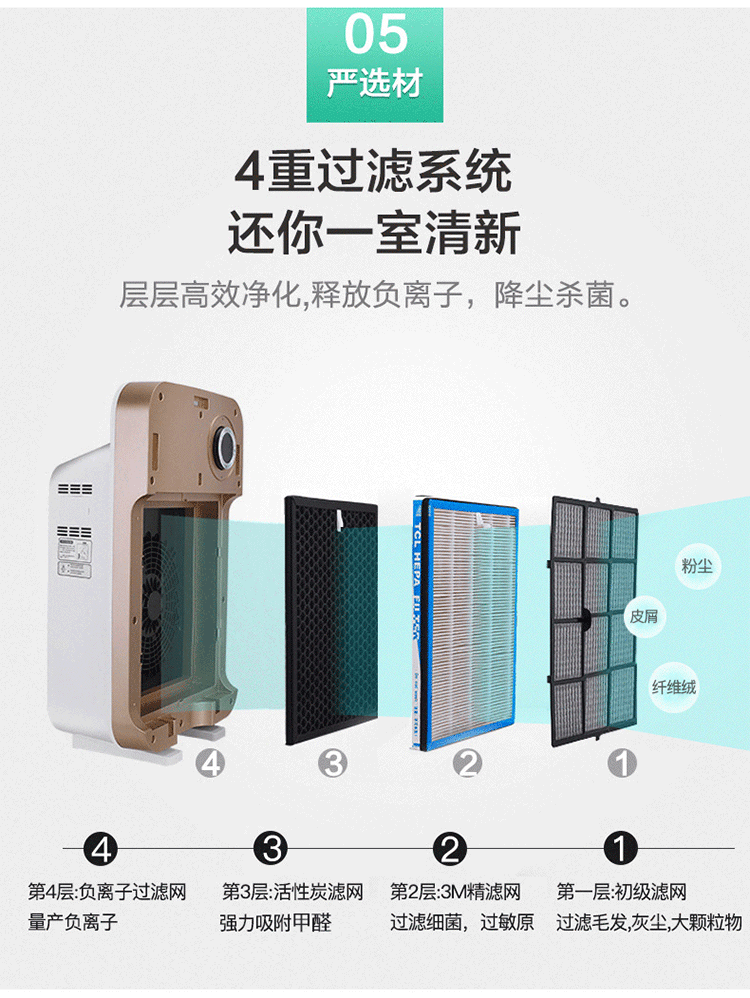 05
严选材
4重过滤系统
还你一室清新
层层高效净化,释放负离子，降尘杀菌。
TCL HEPA FILTER
粉尘
皮屑
纤维绒
4
3
2
1
4
3
2
1
第4层:负离子过滤网
量产负离子
第3层:活性炭滤网
强力吸附甲醛
第2层:3M精滤网
过滤细菌，过敏原
第一层:初级滤网
过滤毛发,灰尘,大颗粒物